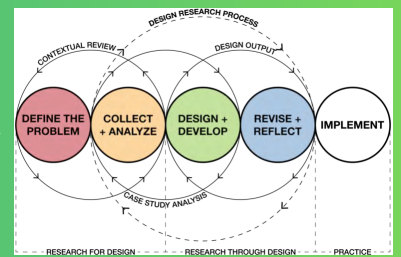 DESIGN RESEARCH PROCESS
CONTEXTUAL REVIEW
DESIGN OUTPUT
DEFINE THE
PROBLEM
COLLECT
+ ANALYZE
DESIGN +
DEVELOP
REVISE +
REFLECT
IMPLEMENT
CASE STUDY ANALYSIS
RESEARCH FOR DESIGN
RESEARCH THROUGH DESIGN
PRACTICE